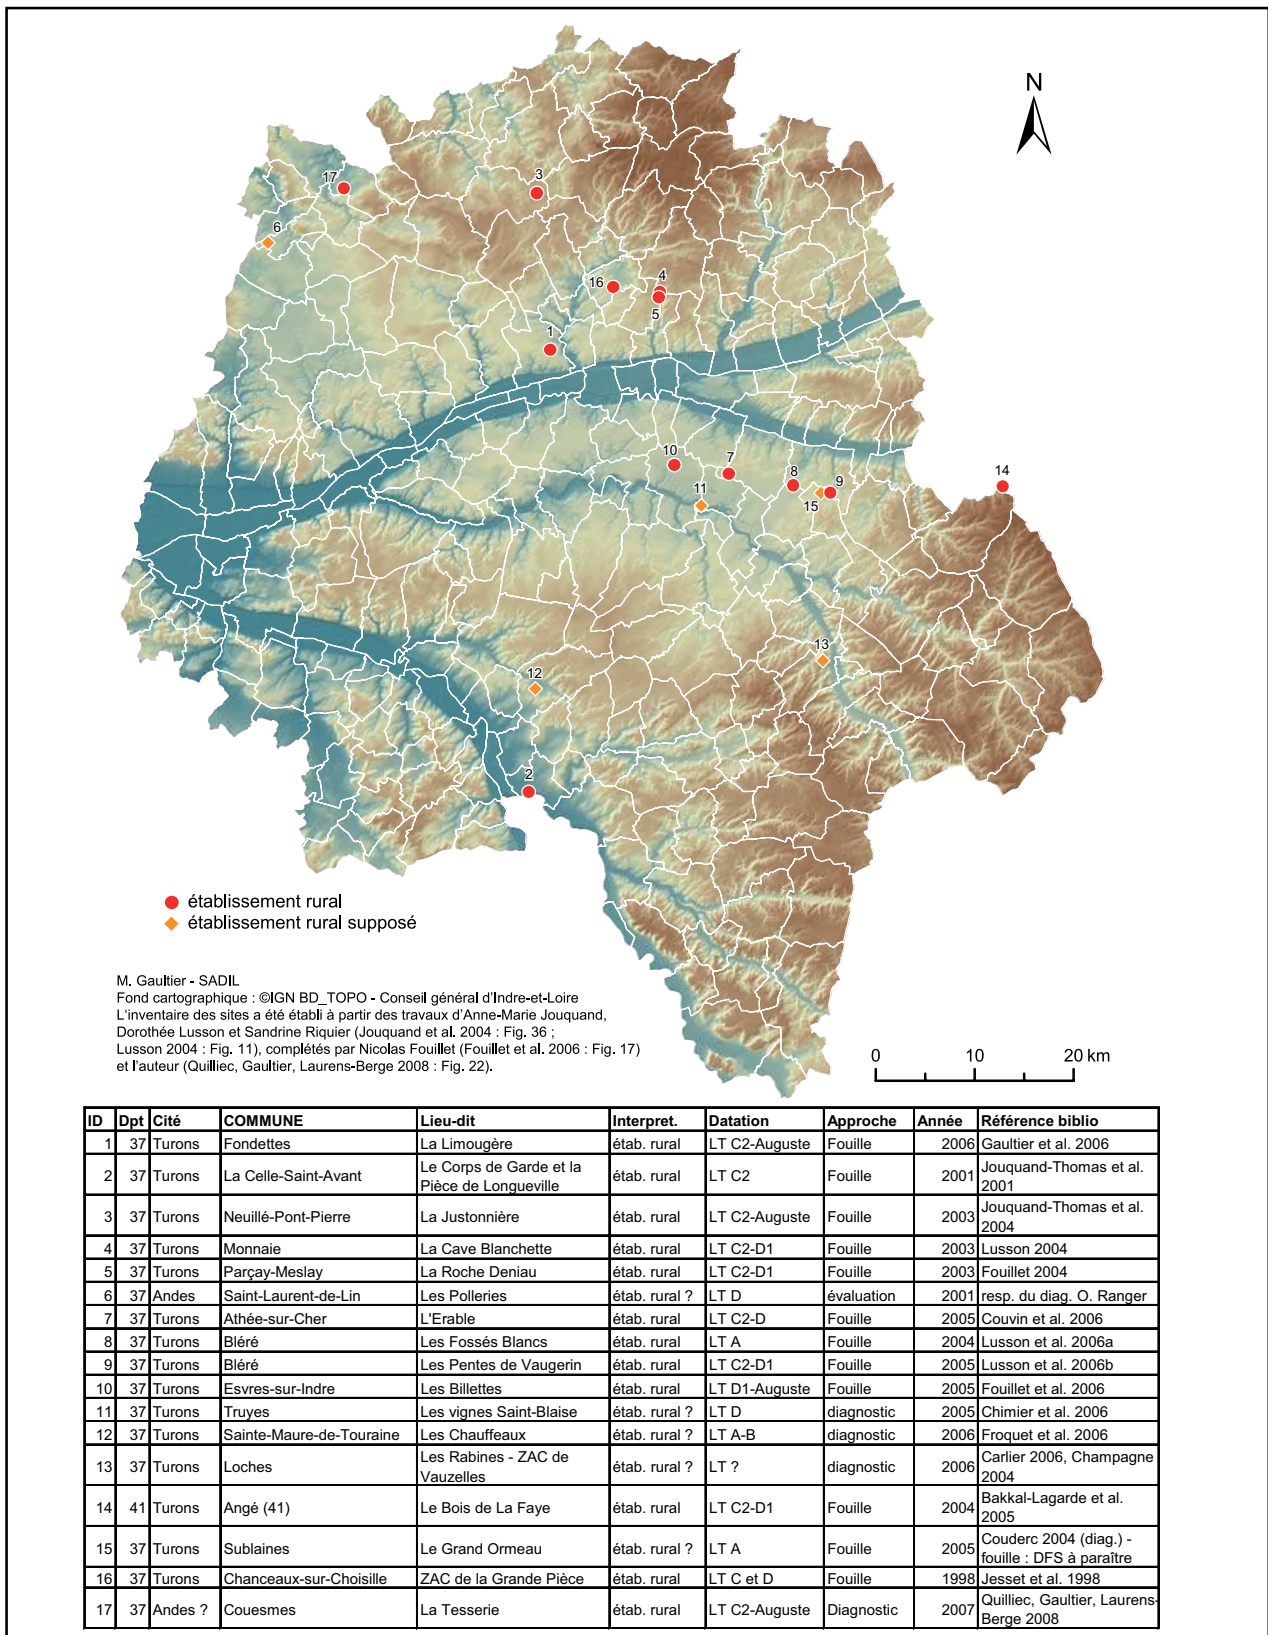 N
17
3
6
16
4
5
1
10
7
8
9
14
11
15
13
12
2
établissement rural
établissement rural supposé
M. Gaultier - SADIL
Fond cartographique : ©IGN BD_TOPO - Conseil général d'Indre-et-Loire
L'inventaire des sites a été établi à partir des travaux d'Anne-Marie Jouquand,
Dorothée Lusson et Sandrine Riquier (Jouquand et al. 2004 : Fig. 36 ;
Lusson 2004 : Fig. 11), complétés par Nicolas Fouillet (Fouillet et al. 2006 : Fig. 17)
et l'auteur (Quilliec, Gaultier, Laurens-Berge 2008 : Fig. 22).
0 10 20 km
ID Dpt Cité COMMUNE Lieu-dit Interpret. Datation Approche Année Référence biblio
1 37 Turons Fondettes La Limougère étab. rural LT C2-Auguste Fouille 2006 Gaultier et al. 2006
2 37 Turons La Celle-Saint-Avant Le Corps de Garde et la Pièce de Longueville étab. rural LT C2 Fouille 2001 Jouquand-Thomas et al. 2001
3 37 Turons Neuillé-Pont-Pierre La Justonnière étab. rural LT C2-Auguste Fouille 2003 Jouquand-Thomas et al. 2004
4 37 Turons Monnaie La Cave Blanchette étab. rural LT C2-D1 Fouille 2003 Lusson 2004
5 37 Turons Parçay-Meslay La Roche Deniau étab. rural LT C2-D1 Fouille 2003 Fouillet 2004
6 37 Andes Saint-Laurent-de-Lin Les Polleries étab. rural ? LT D évaluation 2001 resp. du diag. O. Ranger
7 37 Turons Athée-sur-Cher L'Erable étab. rural LT C2-D Fouille 2005 Couvin et al. 2006
8 37 Turons Bléré Les Fossés Blancs étab. rural LT A Fouille 2004 Lusson et al. 2006a
9 37 Turons Bléré Les Pentes de Vaugerin étab. rural LT C2-D1 Fouille 2005 Lusson et al. 2006b
10 37 Turons Esvres-sur-Indre Les Billettes étab. rural LT D1-Auguste Fouille 2005 Fouillet et al. 2006
11 37 Turons Truyes Les vignes Saint-Blaise étab. rural ? LT D diagnostic 2005 Chimier et al. 2006
12 37 Turons Sainte-Maure-de-Touraine Les Chauffeaux étab. rural ? LT A-B diagnostic 2006 Froquet et al. 2006
13 37 Turons Loches Les Rabines - ZAC de Vauzelles étab. rural ? LT ? diagnostic 2006 Carlier 2006, Champagne 2004
14 41 Turons Angé (41) Le Bois de La Faye étab. rural LT C2-D1 Fouille 2004 Bakkal-Lagarde et al. 2005
15 37 Turons Sublaines Le Grand Ormeau étab. rural ? LT A Fouille 2005 Couderc 2004 (diag.) - fouille : DFS à paraître
16 37 Turons Chanceaux-sur-Choisille ZAC de la Grande Pièce étab. rural LT C et D Fouille 1998 Jesset et al. 1998
17 37 Andes ? Couesmes La Tesserie étab. rural LT C2-Auguste Diagnostic 2007 Quilliec, Gaultier, Laurens-Berge 2008